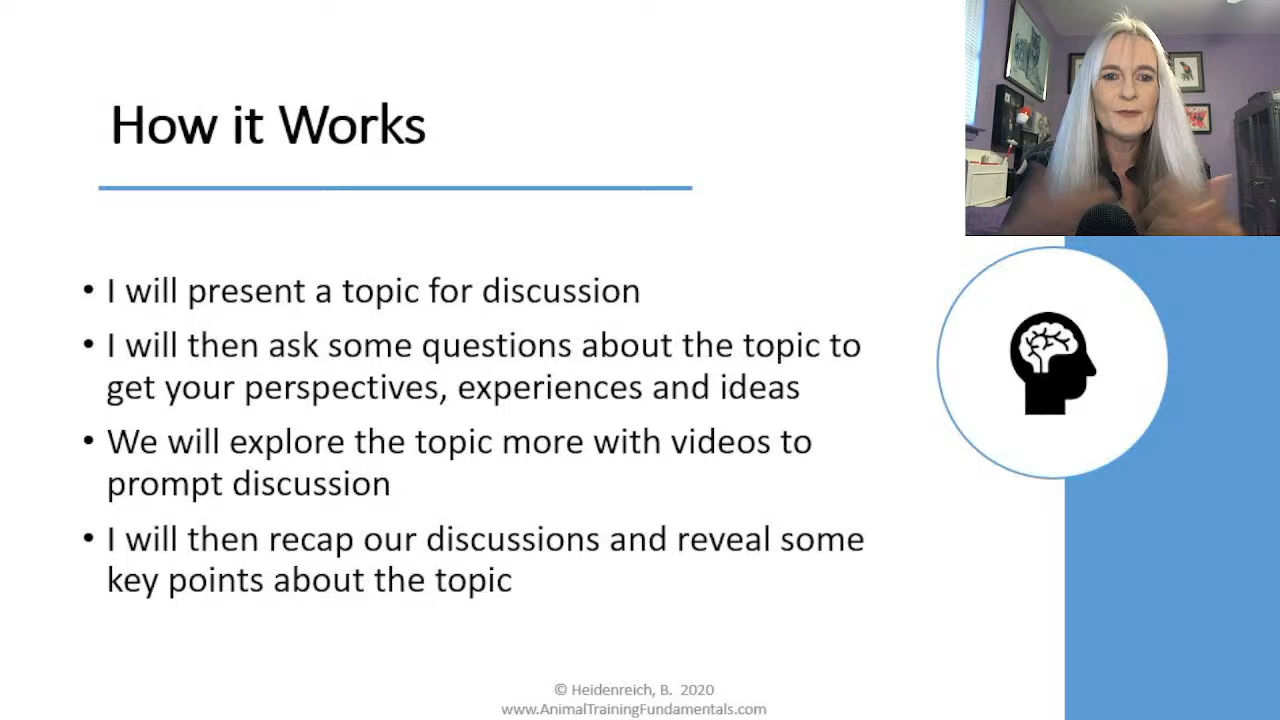 How it Works
• I will present a topic for discussion
• I will then ask some questions about the topic to
get your perspectives, experiences and ideas
• We will explore the topic more with videos to
prompt discussion
• I will then recap our discussions and reveal some
key points about the topic
© Heidenreich, B. 2020
www.AnimalTrainingFundamentals.com